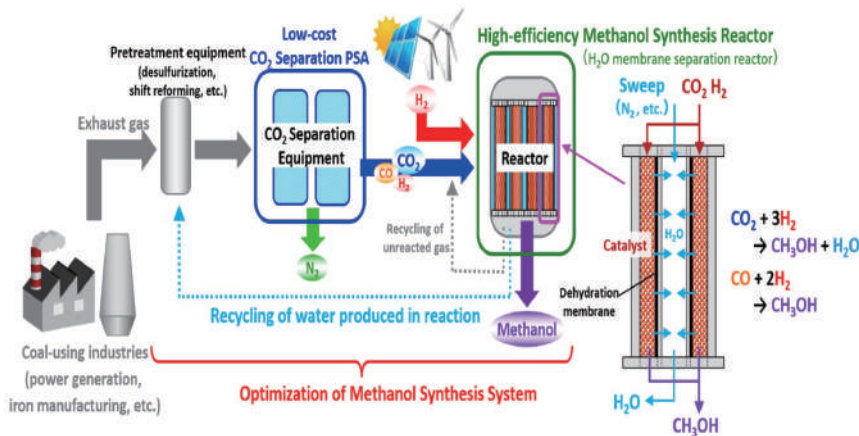 Low-cost
CO₂ Separation PSA
Pretreatment equipment
(desulfurization,
shift reforming, etc.)
Exhaust gas
CO₂ Separation
Equipment
N₂
CO
CO₂
H₂
H₂
High-efficiency Methanol Synthesis Reactor
(H₂O membrane separation reactor)
Reactor
Recycling of
unreacted gas
Methanol
Recycling of water produced in reaction
Coal-using industries
(power generation,
iron manufacturing, etc.)
Optimization of Methanol Synthesis System
Sweep
(N₂, etc.)
CO₂ H₂
H₂O
Catalyst
Dehydration
membrane
H₂O
CH₃OH
CO₂ + 3H₂
→ CH₃OH + H₂O
CO + 2H₂
→ CH₃OH